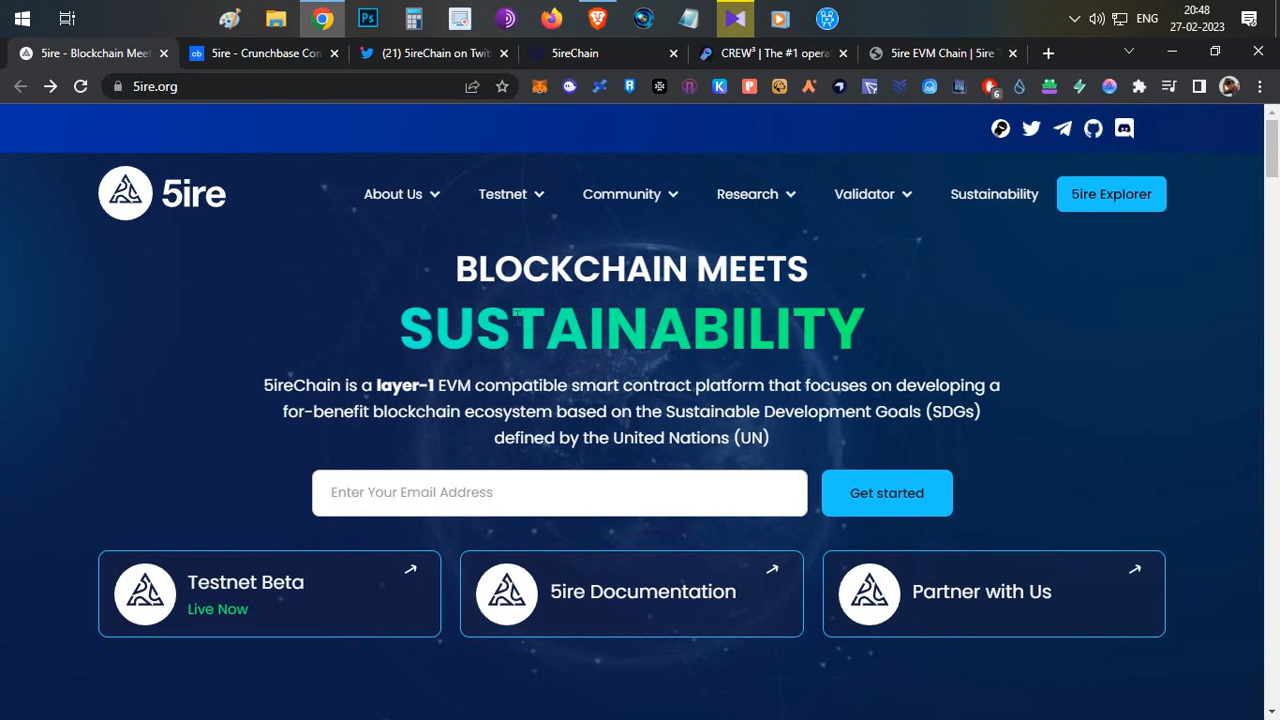 20:48
ENG
27-02-2023
5ire - Blockchain Meet
5ire - Crunchbase Con
(21) 5ireChain on Twit
5ireChain
CREW³ | The #1 opera
5ire EVM Chain | 5ire
5ire.org
6
5ire
About Us
Testnet
Community
Research
Validator
Sustainability
5ire Explorer
BLOCKCHAIN MEETS
SUSTAINABILITY
5ireChain is a layer-1 EVM compatible smart contract platform that focuses on developing a
for-benefit blockchain ecosystem based on the Sustainable Development Goals (SDGs)
defined by the United Nations (UN)
Enter Your Email Address
Get started
Testnet Beta
Live Now
5ire Documentation
Partner with Us